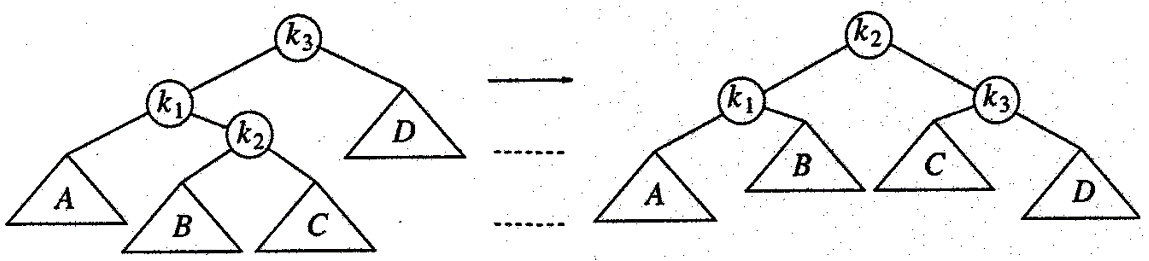 k₃ k₂
k₁ k₃
k₁ k₂ D
A B C
B C A D